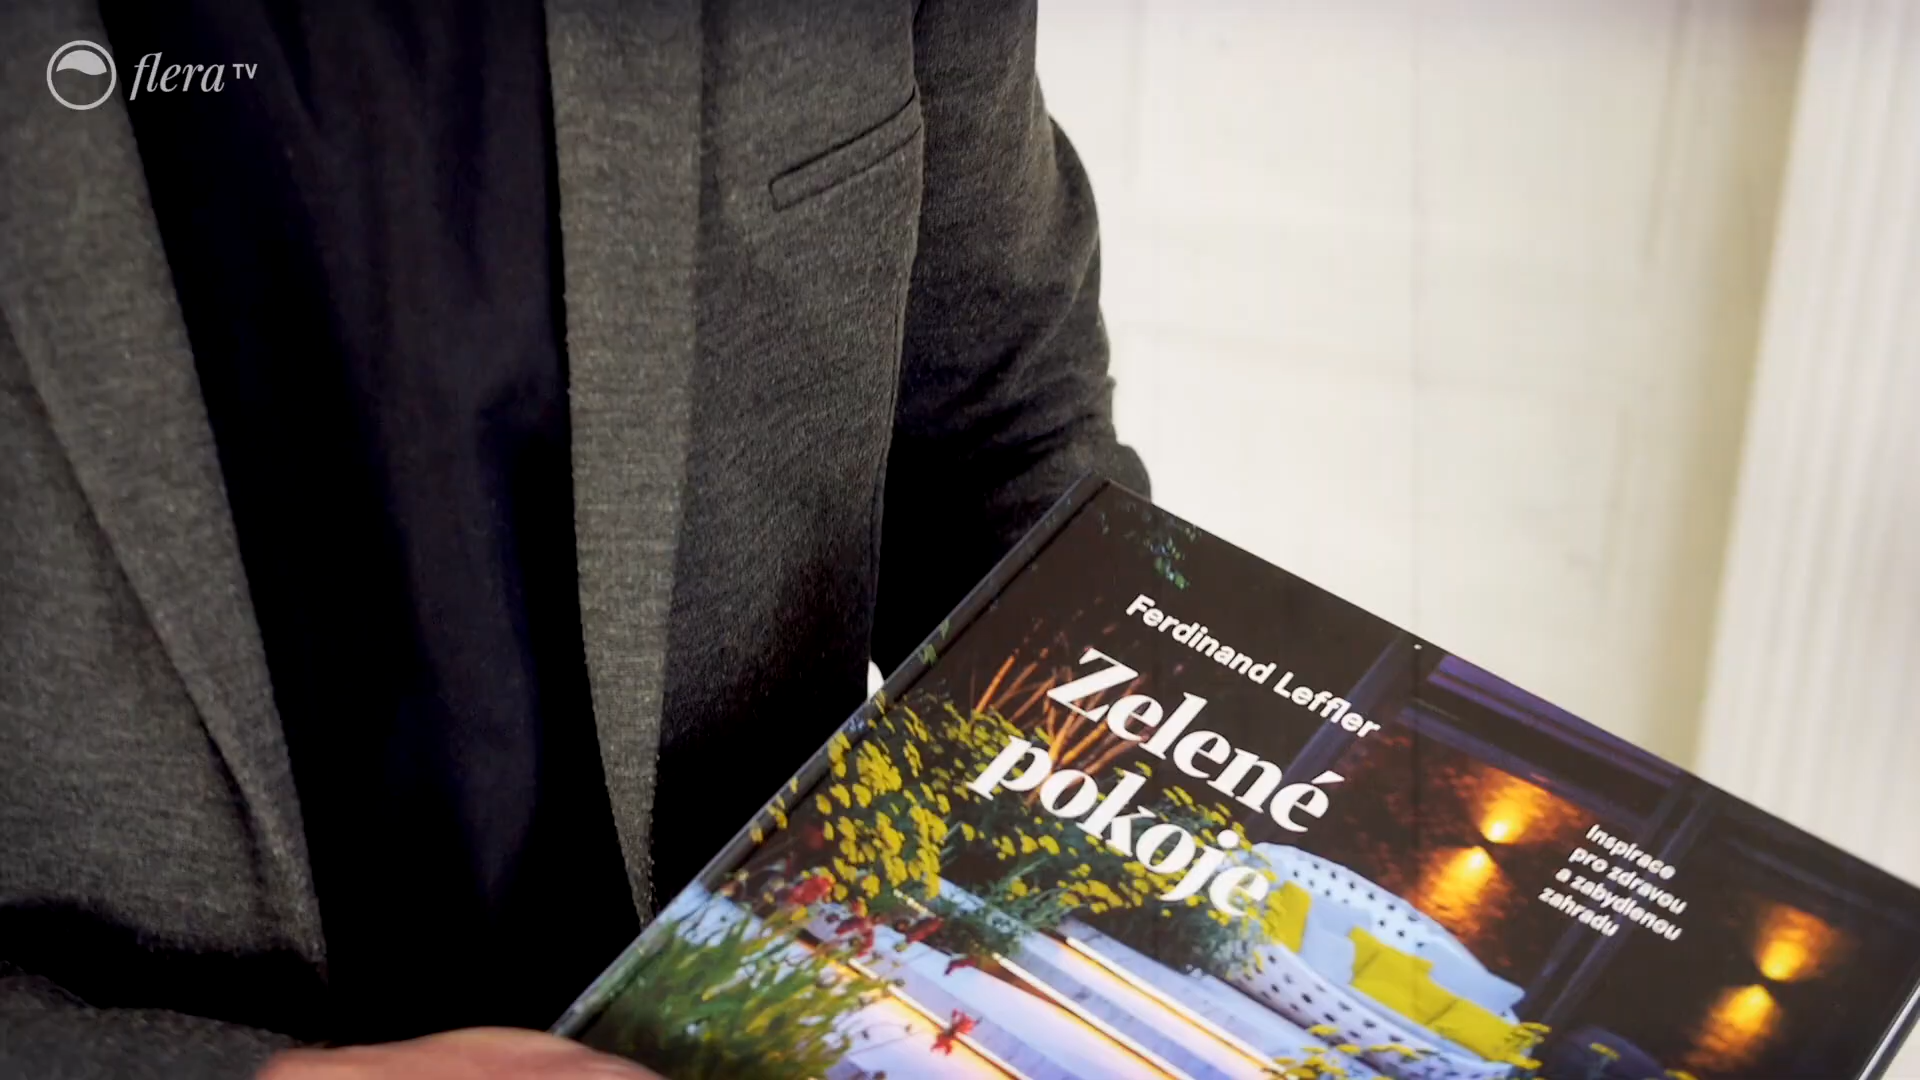 flera TV
Ferdinand Leffler
Zelené
pokoje
Inspirace
pro zdravou
a zabydlenou
zahradu